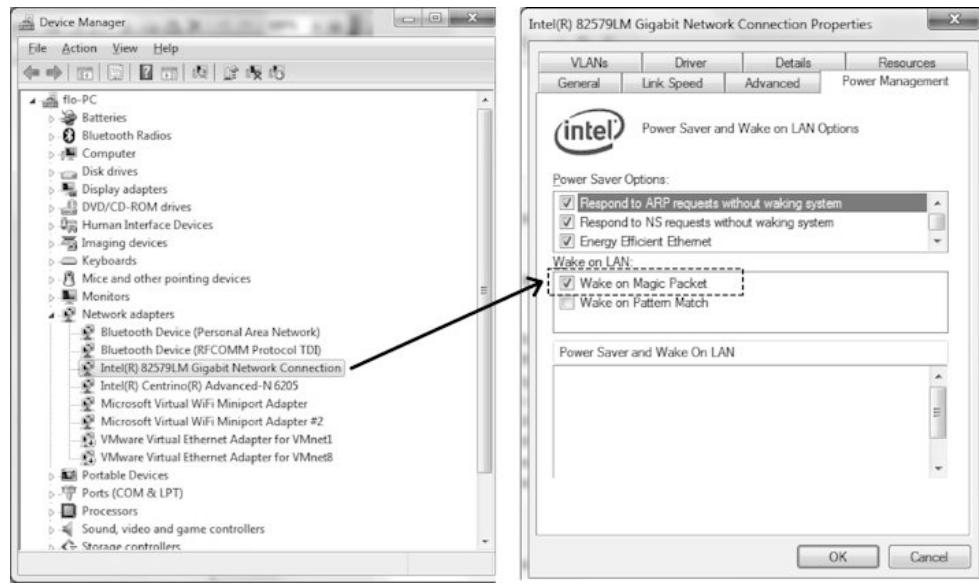 Device Manager
File Action View Help
flo-PC
Batteries
Bluetooth Radios
Computer
Disk drives
Display adapters
DVD/CD-ROM drives
Human Interface Devices
Imaging devices
Keyboards
Mice and other pointing devices
Monitors
Network adapters
Bluetooth Device (Personal Area Network)
Bluetooth Device (RFCOMM Protocol TDI)
Intel(R) 82579LM Gigabit Network Connection
Intel(R) Centrino(R) Advanced-N 6205
Microsoft Virtual WiFi Miniport Adapter
Microsoft Virtual WiFi Miniport Adapter #2
VMware Virtual Ethernet Adapter for VMnet1
VMware Virtual Ethernet Adapter for VMnet8
Portable Devices
Ports (COM & LPT)
Processors
Sound, video and game controllers
Storage controllers
Intel(R) 82579LM Gigabit Network Connection Properties
VLANs Driver Details Resources
General Link Speed Advanced Power Management
intel Power Saver and Wake on LAN Options
Power Saver Options:
Respond to ARP requests without waking system
Respond to NS requests without waking system
Energy Efficient Ethernet
Wake on LAN:
Wake on Magic Packet
Wake on Pattern Match
Power Saver and Wake On LAN
OK Cancel